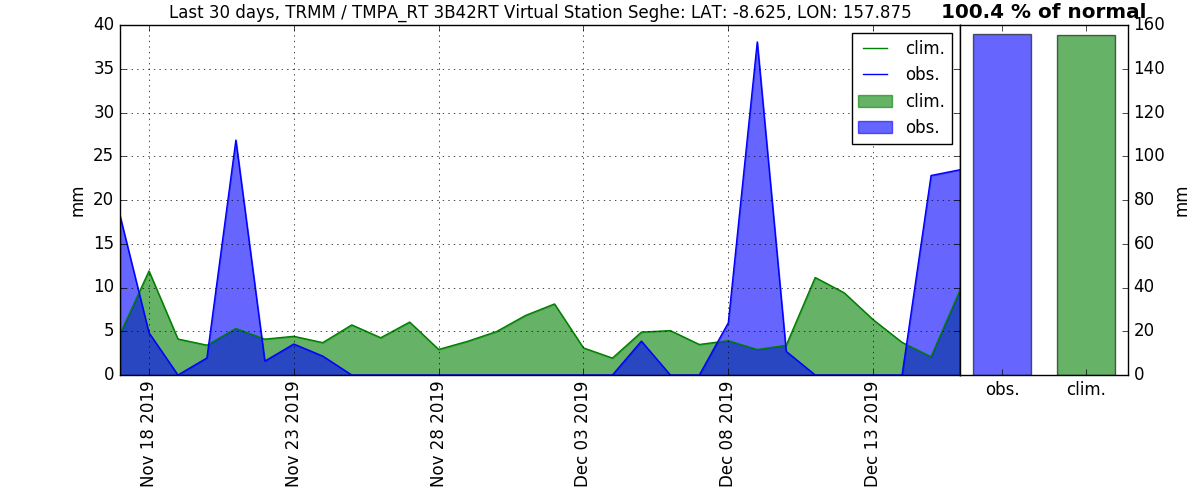 Last 30 days, TRMM / TMPA_RT 3B42RT Virtual Station Seghe: LAT: -8.625, LON: 157.875
100.4 % of normal
40
35
30
25
20
15
10
5
0
mm
clim.
obs.
clim.
obs.
160
140
120
100
80
60
40
20
0
mm
obs.
clim.
Nov 18 2019
Nov 23 2019
Nov 28 2019
Dec 03 2019
Dec 08 2019
Dec 13 2019